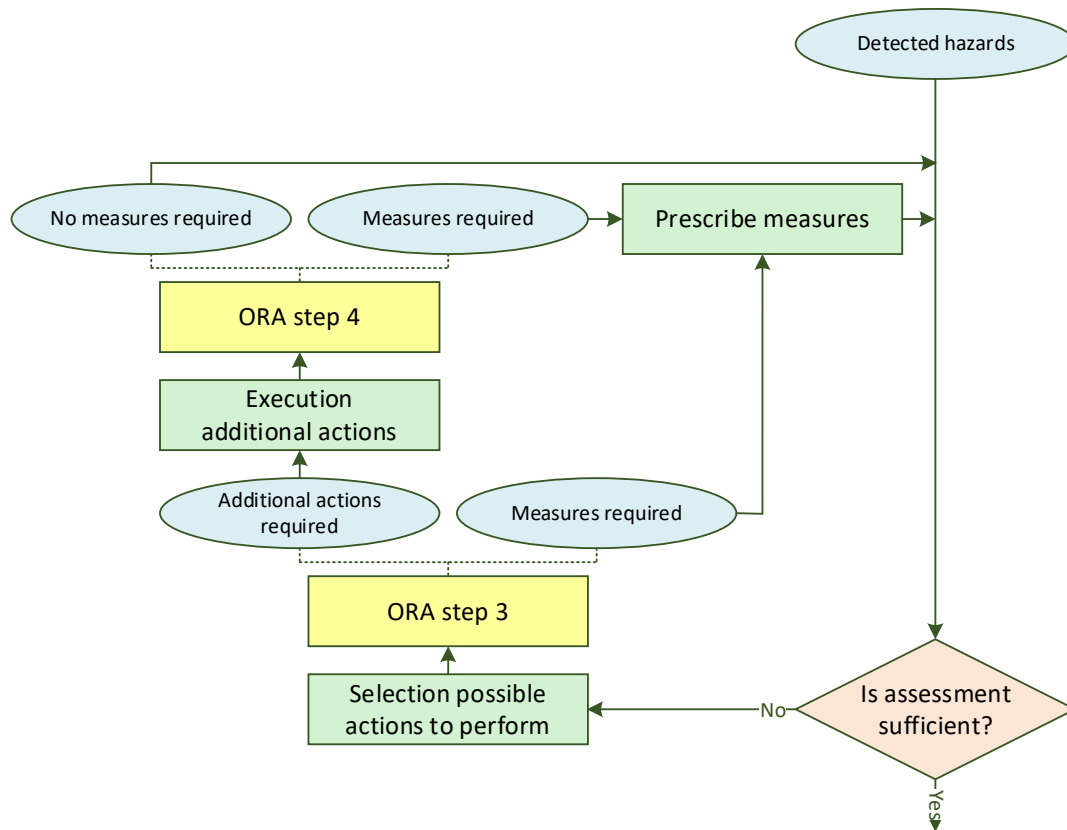 Detected hazards
No measures required
Measures required
Prescribe measures
ORA step 4
Execution
additional actions
Additional actions
required
Measures required
ORA step 3
Selection possible
actions to perform
No
Is assessment
sufficient?
Yes